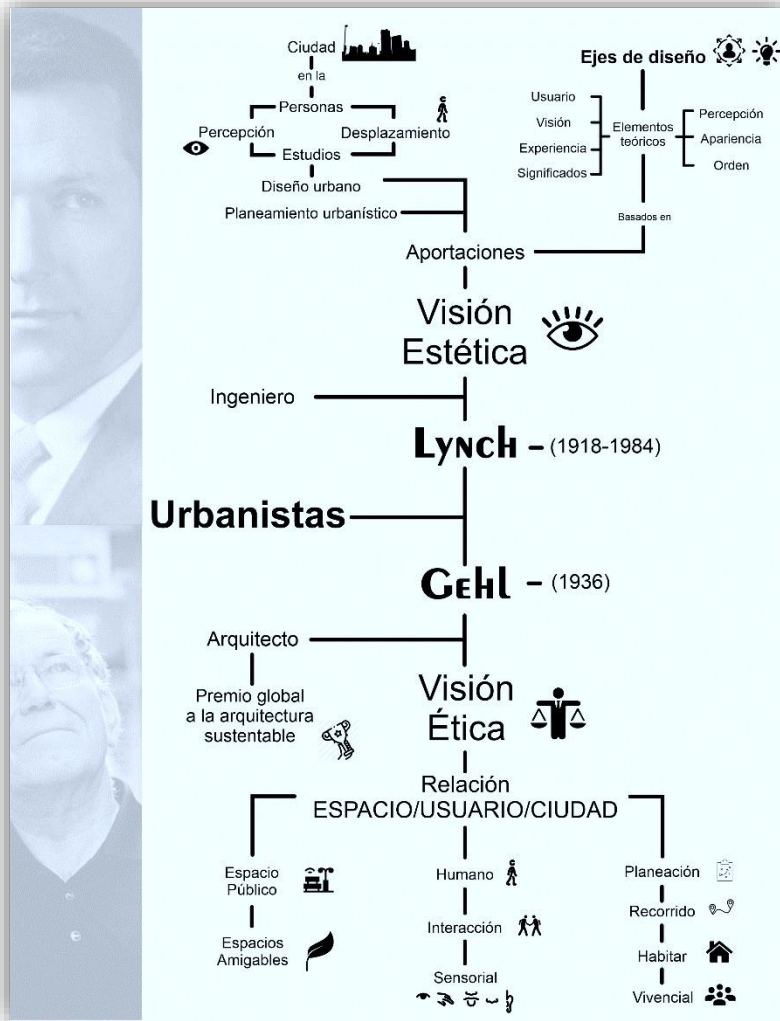 Ciudad
en la
Personas
Percepción
Desplazamiento
Estudios
Diseño urbano
Planeamiento urbanístico
Ejes de diseño
Usuario
Visión
Experiencia
Significados
Elementos
teóricos
Percepción
Apariencia
Orden
Basados en
Aportaciones
Visión
Estética
Ingeniero
Lynch – (1918-1984)
Urbanistas
Gehl – (1936)
Arquitecto
Premio global
a la arquitectura
sustentable
Visión
Ética
Relación
ESPACIO/USUARIO/CIUDAD
Espacio
Público
Espacios
Amigables
Humano
Interacción
Sensorial
Planeación
Recorrido
Habitar
Vivencial